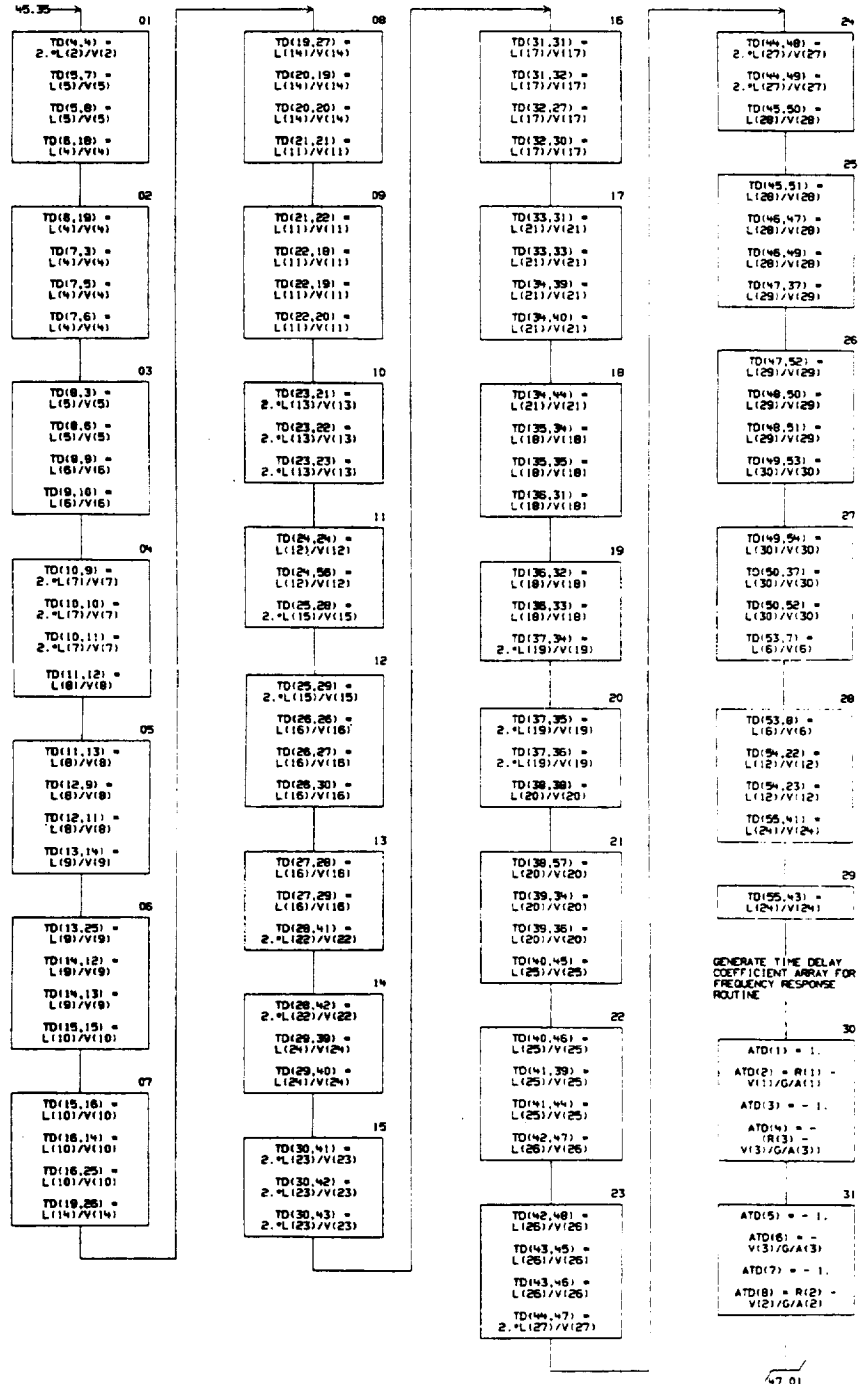 45.35
01
TD(4,4) =
2.*L(2)/V(2)
TD(5,7) =
L(5)/V(5)
TD(5,8) =
L(5)/V(5)
TD(6,18) =
L(4)/V(4)
02
TD(6,19) =
L(4)/V(4)
TD(7,3) =
L(4)/V(4)
TD(7,5) =
L(4)/V(4)
TD(7,6) =
L(4)/V(4)
03
TD(8,3) =
L(5)/V(5)
TD(8,6) =
L(5)/V(5)
TD(9,9) =
L(6)/V(6)
TD(9,10) =
L(6)/V(6)
04
TD(10,9) =
2.*L(7)/V(7)
TD(10,10) =
2.*L(7)/V(7)
TD(10,11) =
2.*L(7)/V(7)
TD(11,12) =
L(8)/V(8)
05
TD(11,13) =
L(8)/V(8)
TD(12,9) =
L(8)/V(8)
TD(12,11) =
L(8)/V(8)
TD(13,14) =
L(9)/V(9)
06
TD(13,25) =
L(9)/V(9)
TD(14,12) =
L(9)/V(9)
TD(14,13) =
L(9)/V(9)
TD(15,15) =
L(10)/V(10)
07
TD(15,16) =
L(10)/V(10)
TD(16,14) =
L(10)/V(10)
TD(16,25) =
L(10)/V(10)
TD(19,26) =
L(14)/V(14)
08
TD(19,27) =
L(14)/V(14)
TD(20,19) =
L(14)/V(14)
TD(20,20) =
L(14)/V(14)
TD(21,21) =
L(11)/V(11)
09
TD(21,22) =
L(11)/V(11)
TD(22,18) =
L(11)/V(11)
TD(22,19) =
L(11)/V(11)
TD(22,20) =
L(11)/V(11)
10
TD(23,21) =
2.*L(13)/V(13)
TD(23,22) =
2.*L(13)/V(13)
TD(23,23) =
2.*L(13)/V(13)
11
TD(24,24) =
L(12)/V(12)
TD(24,56) =
L(12)/V(12)
TD(25,28) =
2.*L(15)/V(15)
12
TD(25,29) =
2.*L(15)/V(15)
TD(26,26) =
L(16)/V(16)
TD(26,27) =
L(16)/V(16)
TD(26,30) =
L(16)/V(16)
13
TD(27,28) =
L(16)/V(16)
TD(27,29) =
L(16)/V(16)
TD(28,41) =
2.*L(22)/V(22)
14
TD(28,42) =
2.*L(22)/V(22)
TD(29,39) =
L(24)/V(24)
TD(29,40) =
L(24)/V(24)
15
TD(30,41) =
2.*L(23)/V(23)
TD(30,42) =
2.*L(23)/V(23)
TD(30,43) =
2.*L(23)/V(23)
16
TD(31,31) =
L(17)/V(17)
TD(31,32) =
L(17)/V(17)
TD(32,27) =
L(17)/V(17)
TD(32,30) =
L(17)/V(17)
17
TD(33,31) =
L(21)/V(21)
TD(33,33) =
L(21)/V(21)
TD(34,39) =
L(21)/V(21)
TD(34,40) =
L(21)/V(21)
18
TD(34,44) =
L(21)/V(21)
TD(35,34) =
L(18)/V(18)
TD(35,35) =
L(18)/V(18)
TD(36,31) =
L(18)/V(18)
19
TD(36,32) =
L(18)/V(18)
TD(36,33) =
L(18)/V(18)
TD(37,34) =
2.*L(19)/V(19)
20
TD(37,35) =
2.*L(19)/V(19)
TD(37,36) =
2.*L(19)/V(19)
TD(38,38) =
L(20)/V(20)
21
TD(38,57) =
L(20)/V(20)
TD(39,34) =
L(20)/V(20)
TD(39,36) =
L(20)/V(20)
TD(40,45) =
L(25)/V(25)
22
TD(40,46) =
L(25)/V(25)
TD(41,39) =
L(25)/V(25)
TD(41,44) =
L(25)/V(25)
TD(42,47) =
L(26)/V(26)
23
TD(42,48) =
L(26)/V(26)
TD(43,45) =
L(26)/V(26)
TD(43,46) =
L(26)/V(26)
TD(44,47) =
2.*L(27)/V(27)
24
TD(44,48) =
2.*L(27)/V(27)
TD(44,49) =
2.*L(27)/V(27)
TD(45,50) =
L(28)/V(28)
25
TD(45,51) =
L(28)/V(28)
TD(46,47) =
L(28)/V(28)
TD(46,49) =
L(28)/V(28)
TD(47,37) =
L(29)/V(29)
26
TD(47,52) =
L(29)/V(29)
TD(48,50) =
L(29)/V(29)
TD(48,51) =
L(29)/V(29)
TD(49,53) =
L(30)/V(30)
27
TD(49,54) =
L(30)/V(30)
TD(50,37) =
L(30)/V(30)
TD(50,52) =
L(30)/V(30)
TD(53,7) =
L(6)/V(6)
28
TD(53,8) =
L(6)/V(6)
TD(54,22) =
L(12)/V(12)
TD(54,23) =
L(12)/V(12)
TD(55,41) =
L(24)/V(24)
29
TD(55,43) =
L(24)/V(24)
GENERATE TIME DELAY
COEFFICIENT ARRAY FOR
FREQUENCY RESPONSE
ROUTINE
30
ATD(1) = 1.
ATD(2) = R(1) -
V(1)/G/A(1)
ATD(3) = - 1.
ATD(4) = -
(R(3) -
V(3)/G/A(3))
31
ATD(5) = - 1.
ATD(6) = -
V(3)/G/A(3)
ATD(7) = - 1.
ATD(8) = R(2) -
V(2)/G/A(2)
47.01